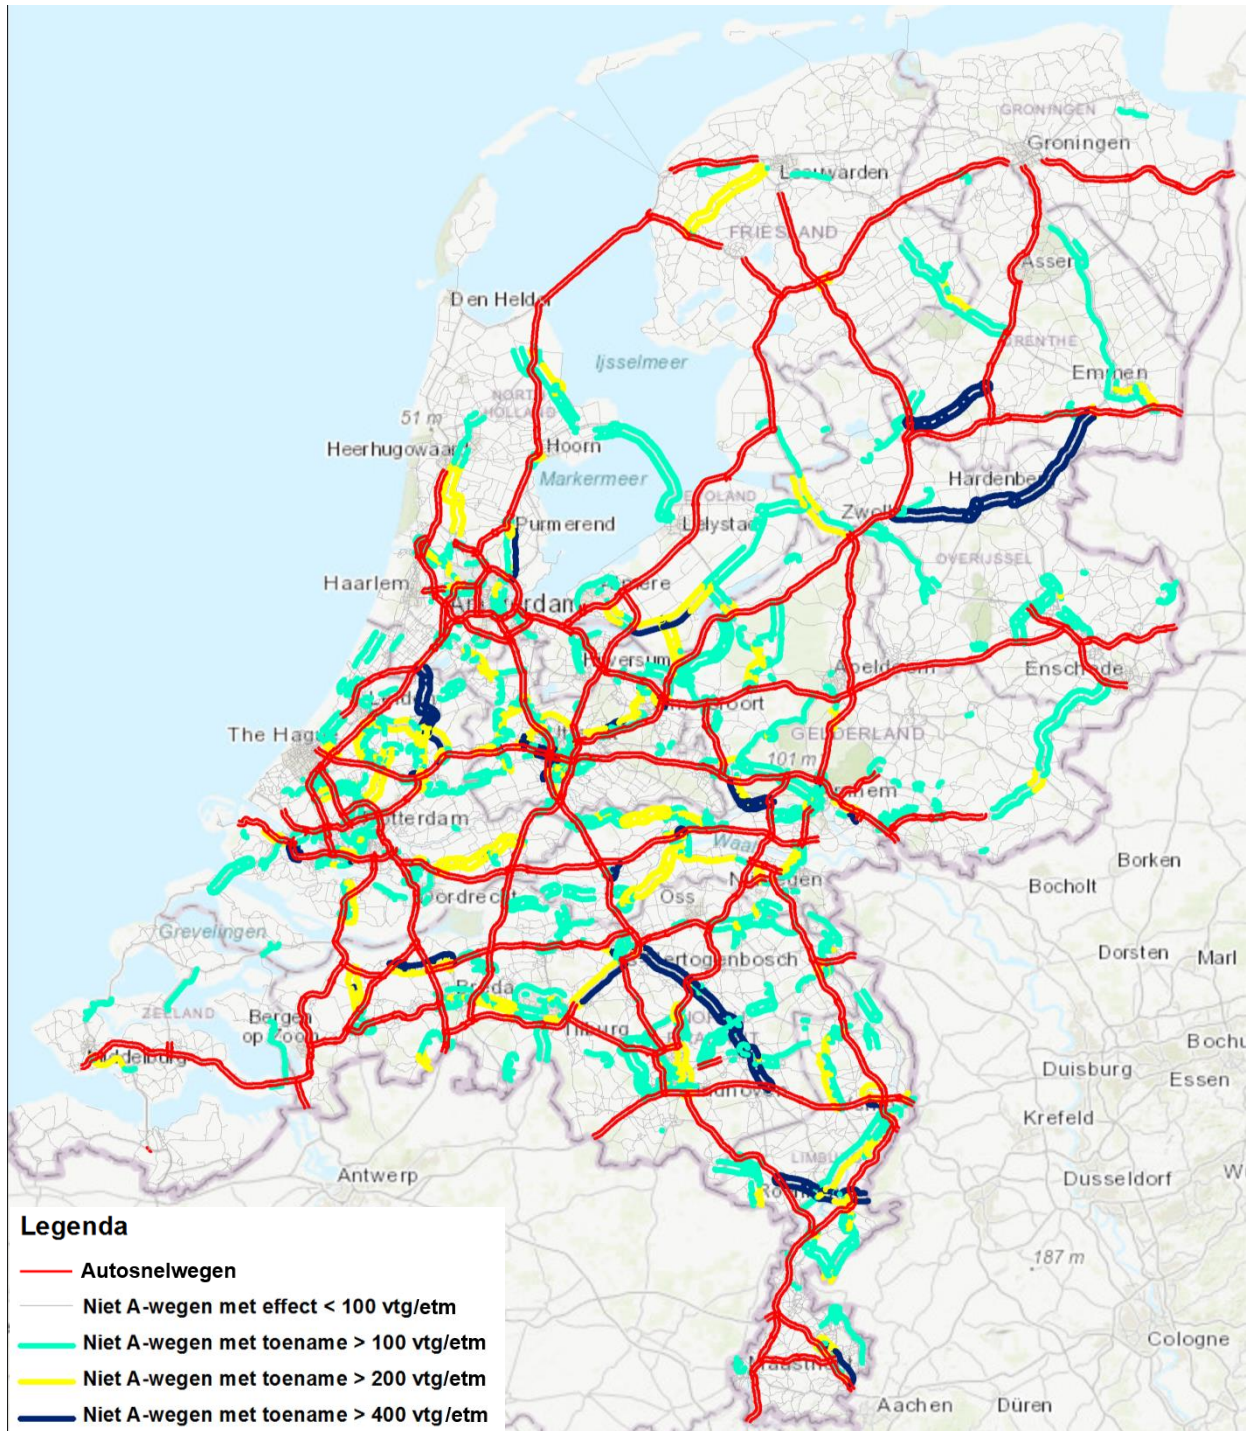 GRONINGEN
Groningen
Leeuwarden
FRIESLAND
Assen
Den Helder
DRENTHE
Ijsselmeer
Emmen
NORTH
HOLLAND
51 m
Heerhugowaard
Hoorn
Markermeer
Hardenberg
Lelystad
Zwolle
Purmerend
OVERIJSSEL
Haarlem
Almere
Amsterdam
Hilversum
Apeldoorn
Enschede
The Hague
GELDERLAND
101 m
Arnhem
Rotterdam
Waal
Borken
Nijmegen
Bocholt
Dordrecht
Oss
Grevelingen
Dorsten
Marl
's-Hertogenbosch
Breda
ZEELAND
Bergen
op Zoom
Tilburg
Middelburg
Duisburg
Essen
Krefeld
LIMBURG
Antwerp
Dusseldorf
187 m
Cologne
Maastricht
Aachen
Düren
Legenda
Autosnelwegen
Niet A-wegen met effect < 100 vtg/etm
Niet A-wegen met toename > 100 vtg/etm
Niet A-wegen met toename > 200 vtg/etm
Niet A-wegen met toename > 400 vtg/etm